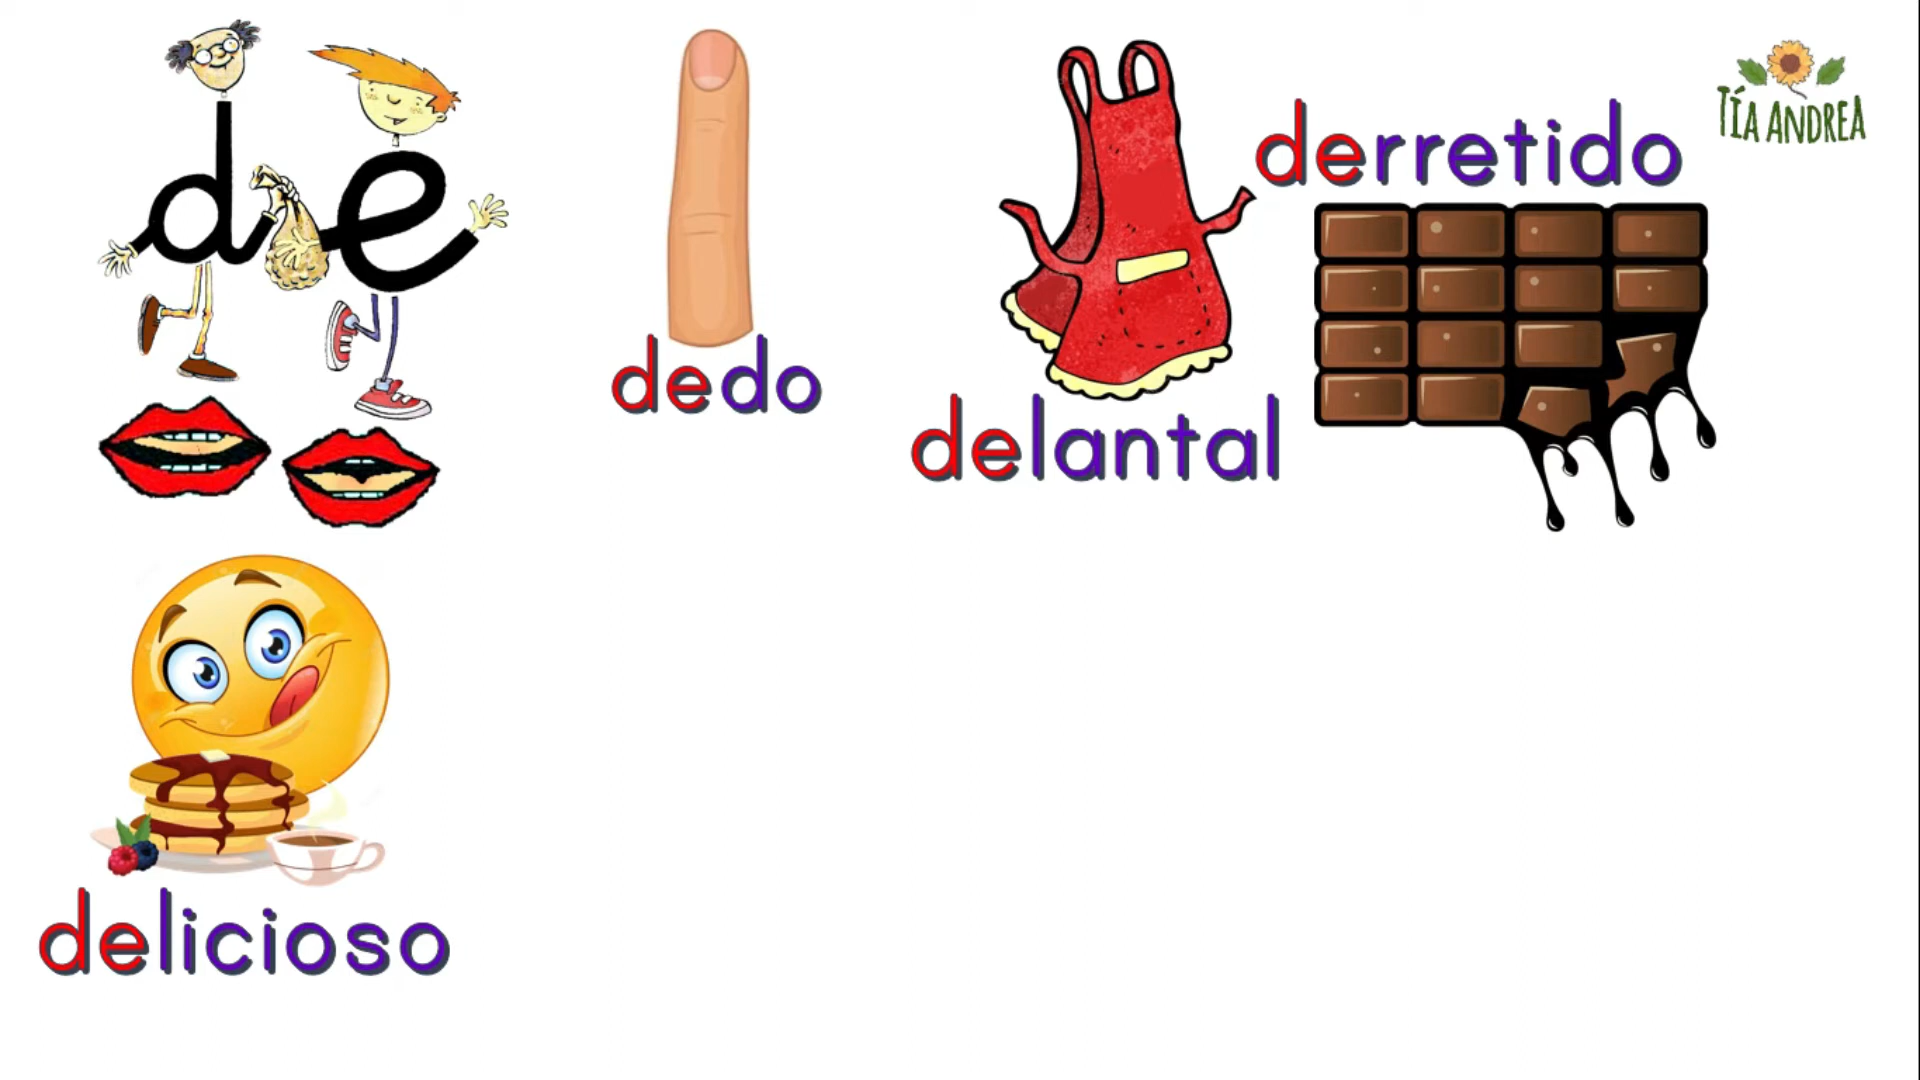 de
dedo
delantal
derretido
TÍA ANDREA
delicioso